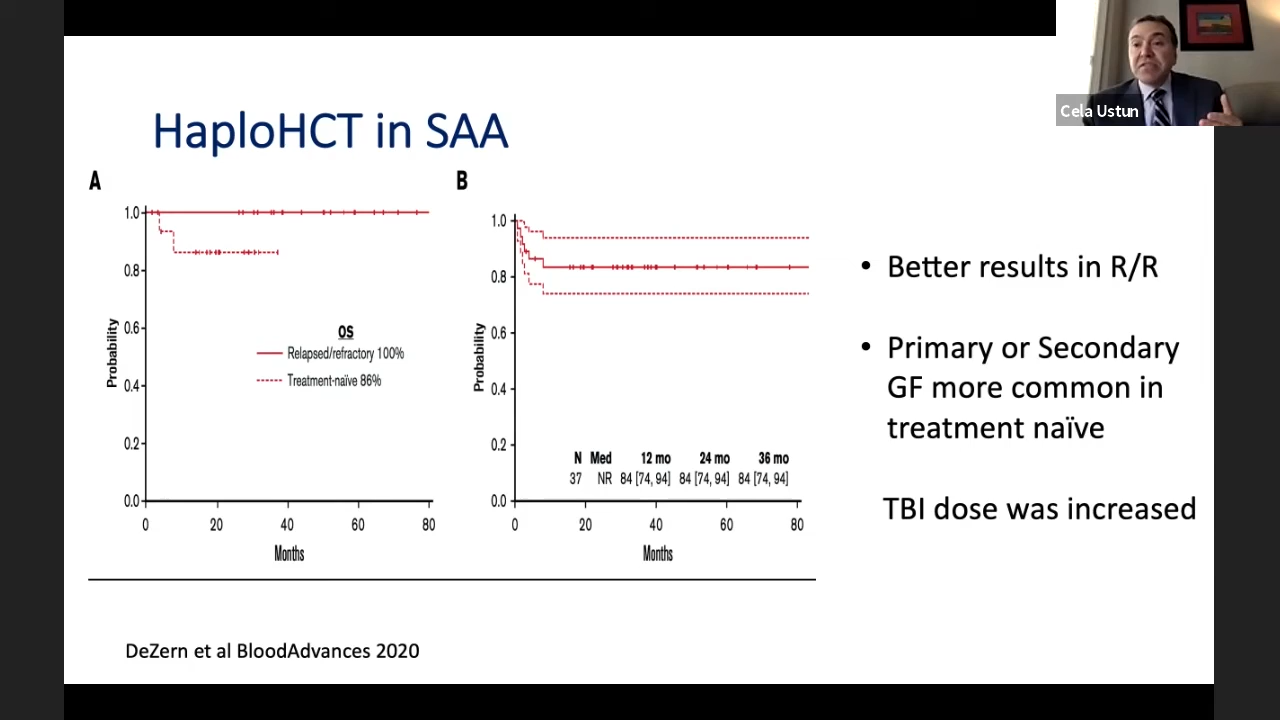 Cela Ustun
HaploHCT in SAA
A
1.0
0.8
0.6
0.4
0.2
0.0
Probability
OS
Relapsed/refractory 100%
Treatment-naïve 86%
0 20 40 60 80
Months
B
1.0
0.8
0.6
0.4
0.2
0.0
Probability
N Med 12 mo 24 mo 36 mo
37 NR 84 [74, 94] 84 [74, 94] 84 [74, 94]
0 20 40 60 80
Months
• Better results in R/R
• Primary or Secondary
GF more common in
treatment naïve
TBI dose was increased
DeZern et al BloodAdvances 2020